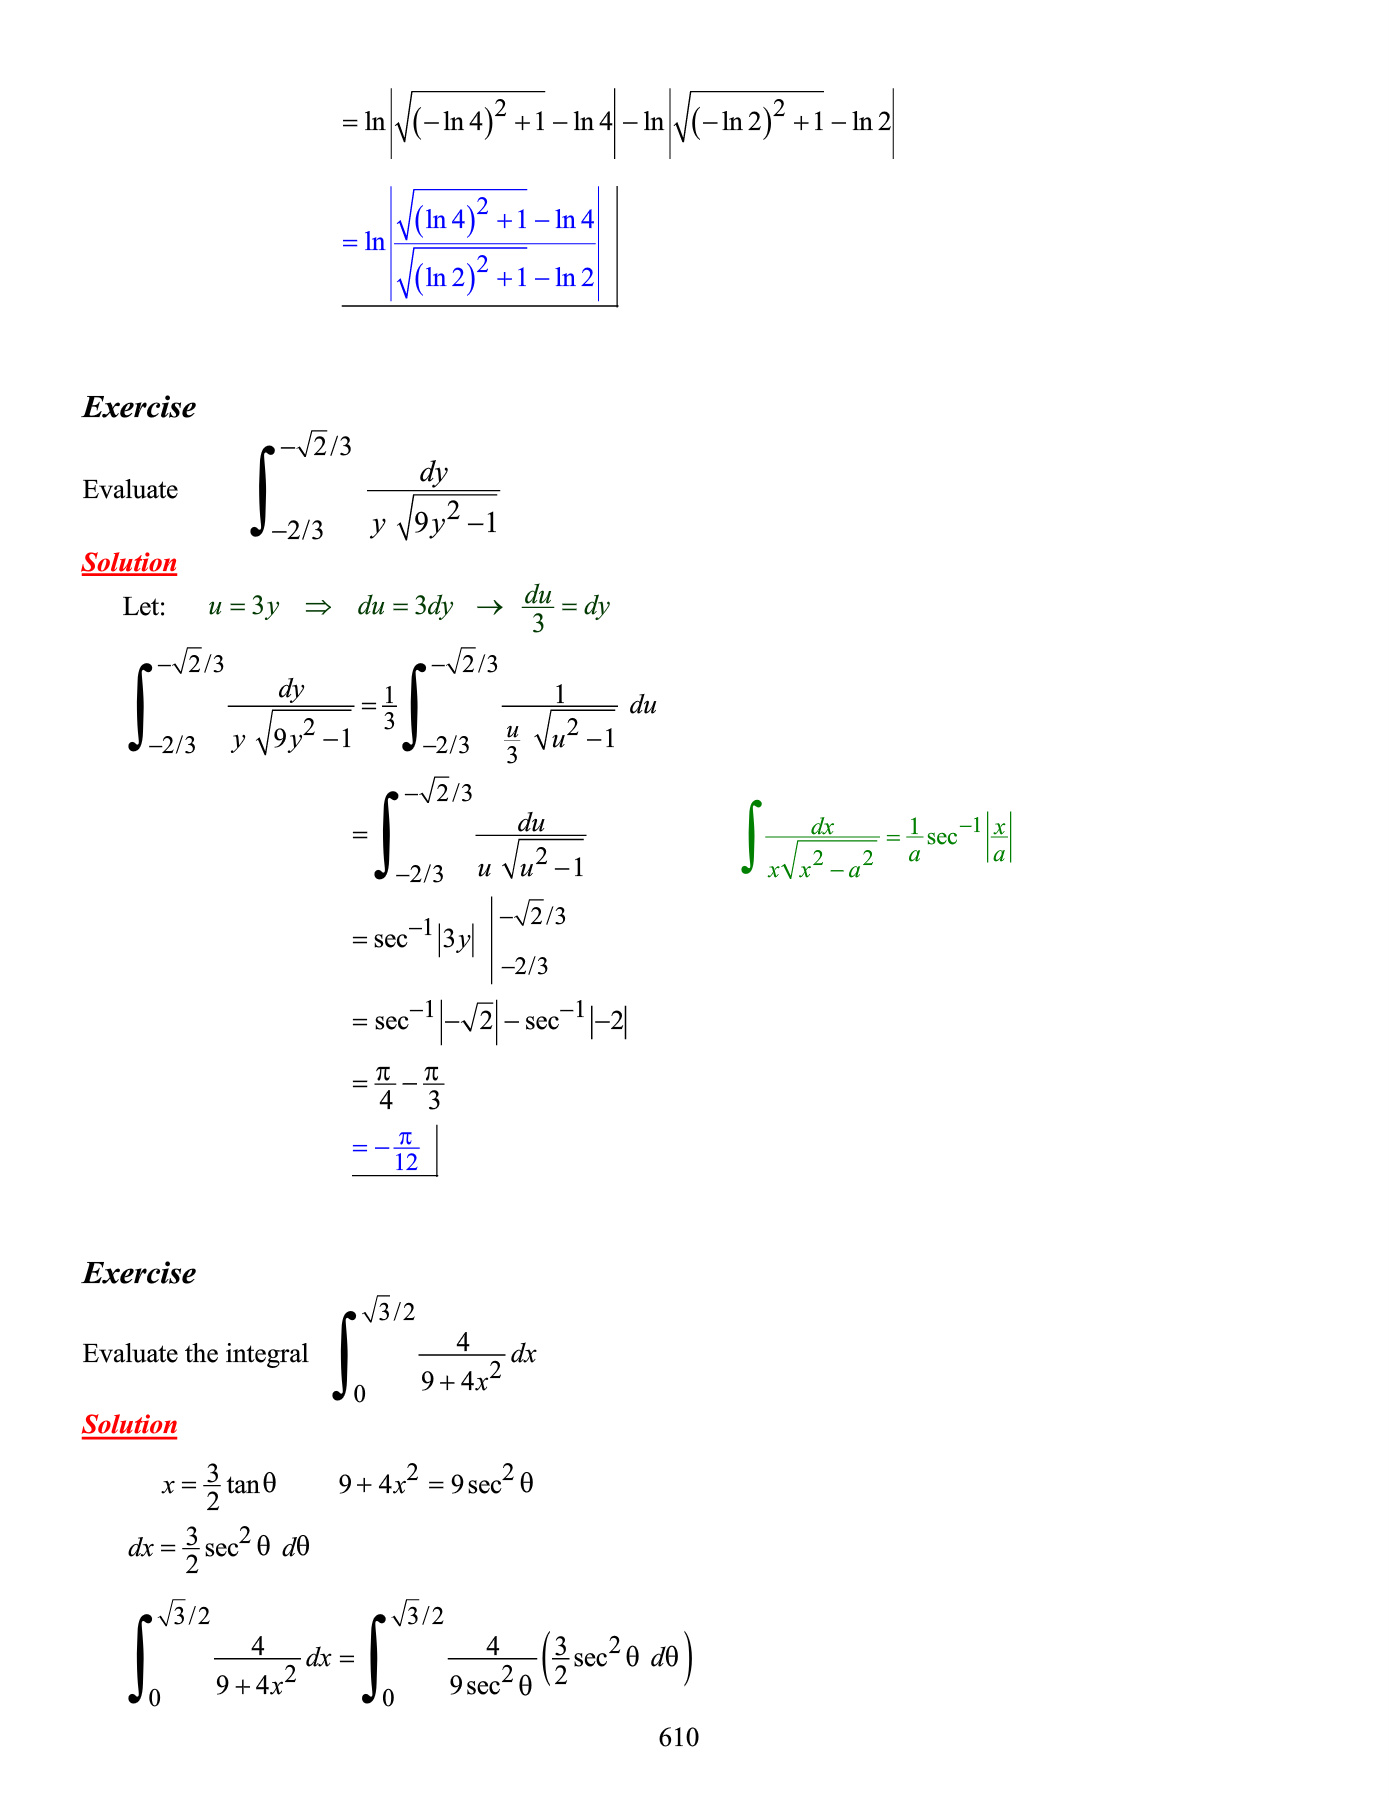 = ln|√((−ln 4)² + 1) − ln 4| − ln|√((−ln 2)² + 1) − ln 2|
= ln|(√((ln 4)² + 1) − ln 4)/(√((ln 2)² + 1) − ln 2)|
Exercise
Evaluate ∫_{−2/3}^{−√2/3} dy/(y √(9y² − 1))
Solution
Let: u = 3y ⇒ du = 3dy → du/3 = dy
∫_{−2/3}^{−√2/3} dy/(y √(9y² − 1)) = 1/3 ∫_{−2/3}^{−√2/3} 1/((u/3) √(u² − 1)) du
= ∫_{−2/3}^{−√2/3} du/(u √(u² − 1)) ∫ dx/(x√(x² − a²)) = 1/a sec⁻¹|x/a|
= sec⁻¹|3y| |_{−2/3}^{−√2/3}
= sec⁻¹|−√2| − sec⁻¹|−2|
= π/4 − π/3
= −π/12
Exercise
Evaluate the integral ∫_0^{√3/2} 4/(9 + 4x²) dx
Solution
x = 3/2 tan θ 9 + 4x² = 9 sec² θ
dx = 3/2 sec² θ dθ
∫_0^{√3/2} 4/(9 + 4x²) dx = ∫_0^{√3/2} 4/(9 sec² θ) (3/2 sec² θ dθ)
610